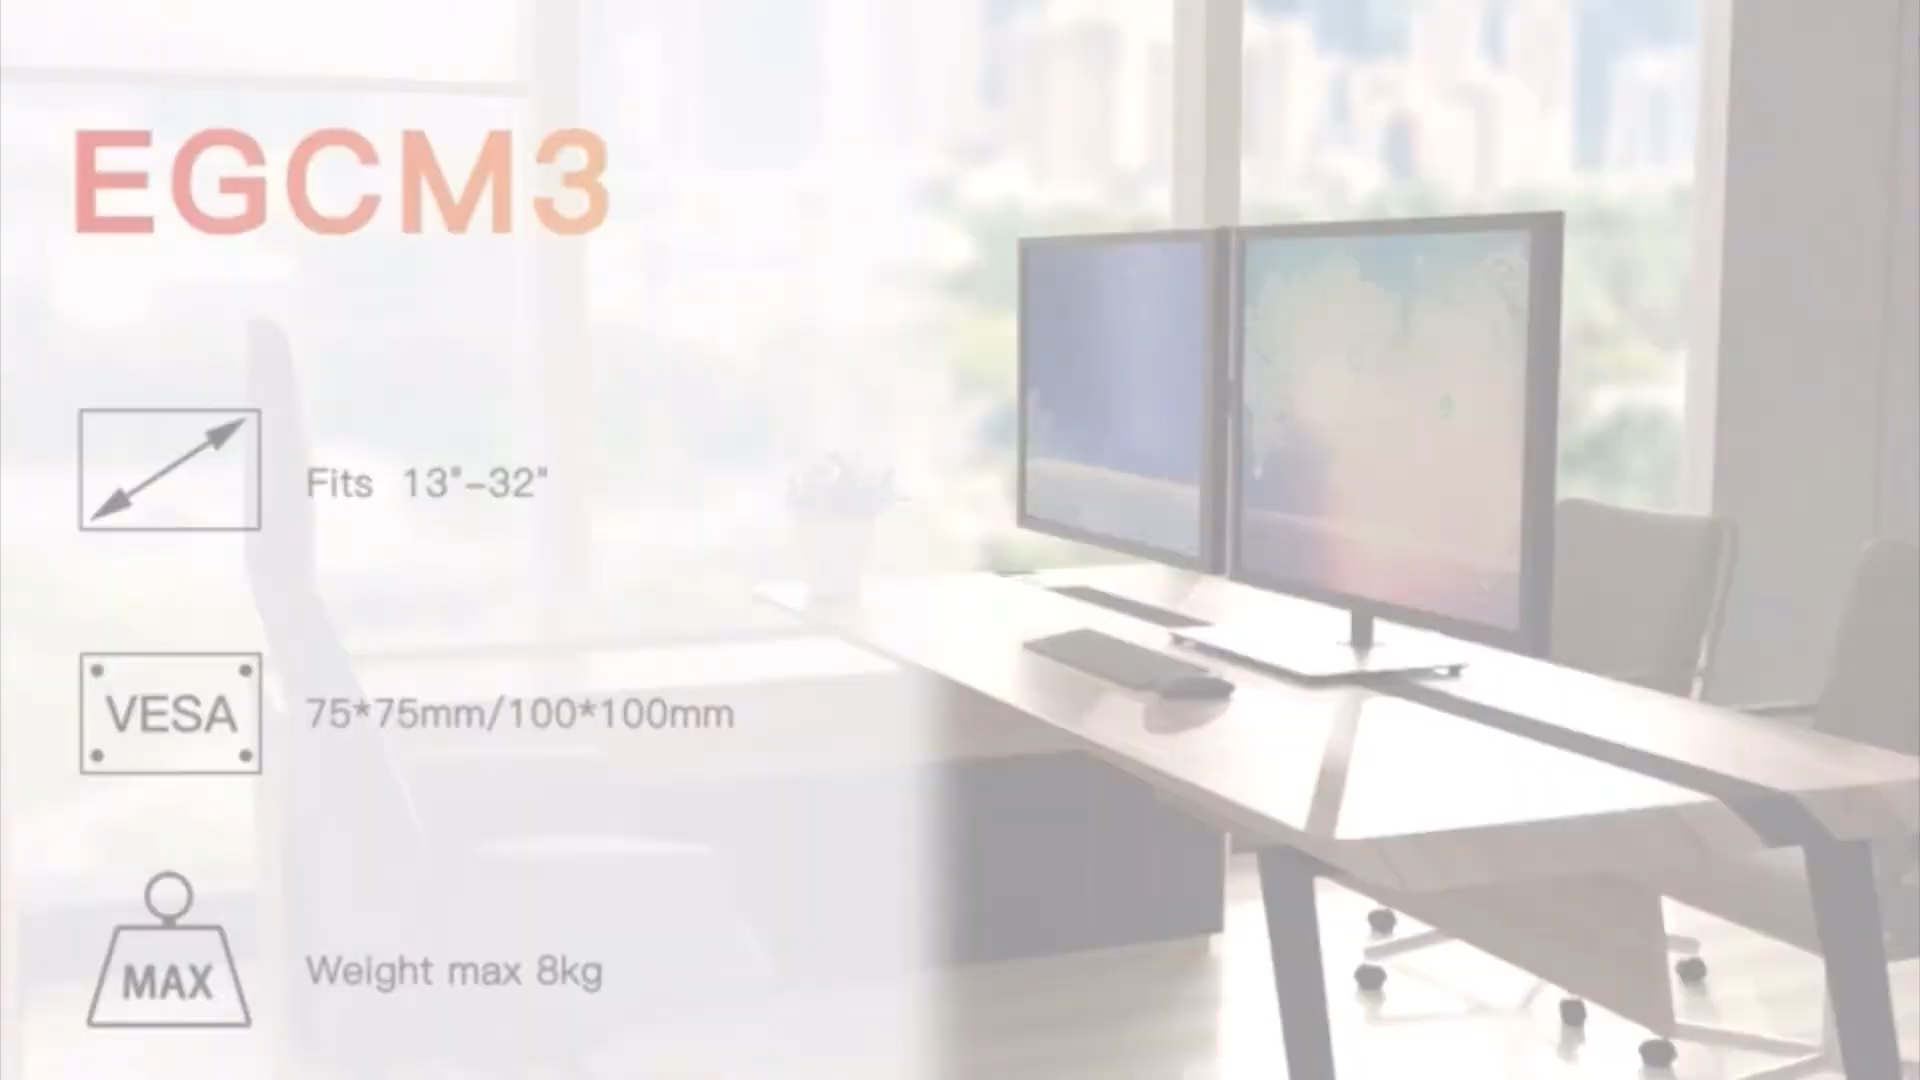 EGCM3
Fits 13"-32"
VESA
75*75mm/100*100mm
MAX
Weight max 8kg